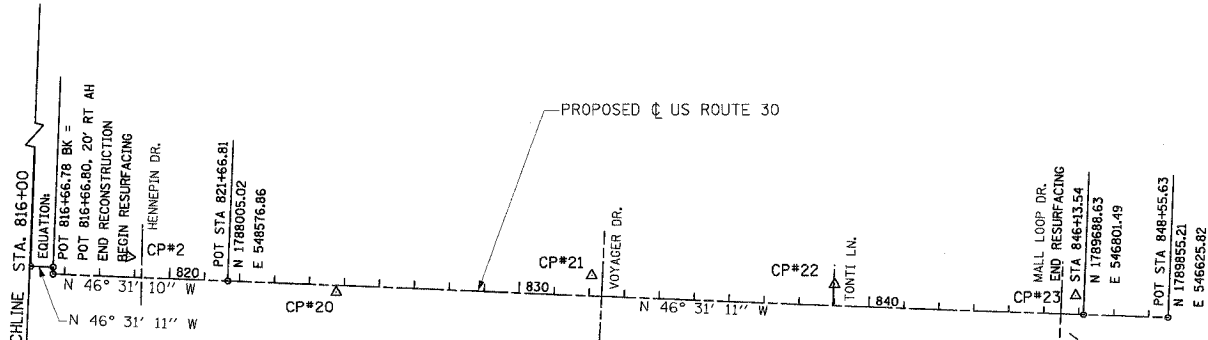 CHLINE STA. 816+00
EQUATION:
POT 816+66.78 BK =
POT 816+66.80, 20' RT AH
END RECONSTRUCTION
BEGIN RESURFACING
HENNEPIN DR.
CP#2
820
N 46° 31' 10" W
N 46° 31' 11" W
POT STA 821+66.81
N 1788005.02
E 548576.86
CP#20
PROPOSED ℄ US ROUTE 30
830
CP#21
VOYAGER DR.
N 46° 31' 11" W
CP#22
TONTI LN.
840
CP#23
MALL LOOP DR.
END RESURFACING
STA 846+13.54
N 1789688.63
E 546801.49
POT STA 848+55.63
N 1789855.21
E 546625.82